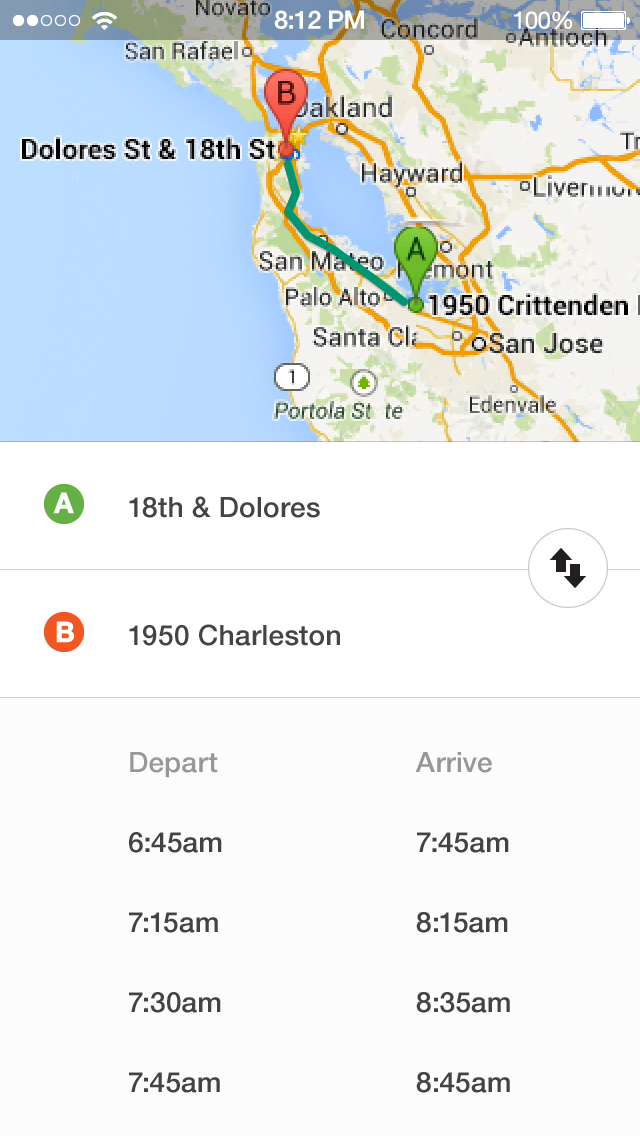 Novato
8:12 PM
100%
Concord
Antioch
San Rafael
B
Oakland
Dolores St & 18th St
Hayward
Livermore
A
San Mateo
Fremont
Palo Alto
1950 Crittenden
Santa Cla
San Jose
1
Portola St te
Edenvale
A 18th & Dolores
B 1950 Charleston
Depart Arrive
6:45am 7:45am
7:15am 8:15am
7:30am 8:35am
7:45am 8:45am